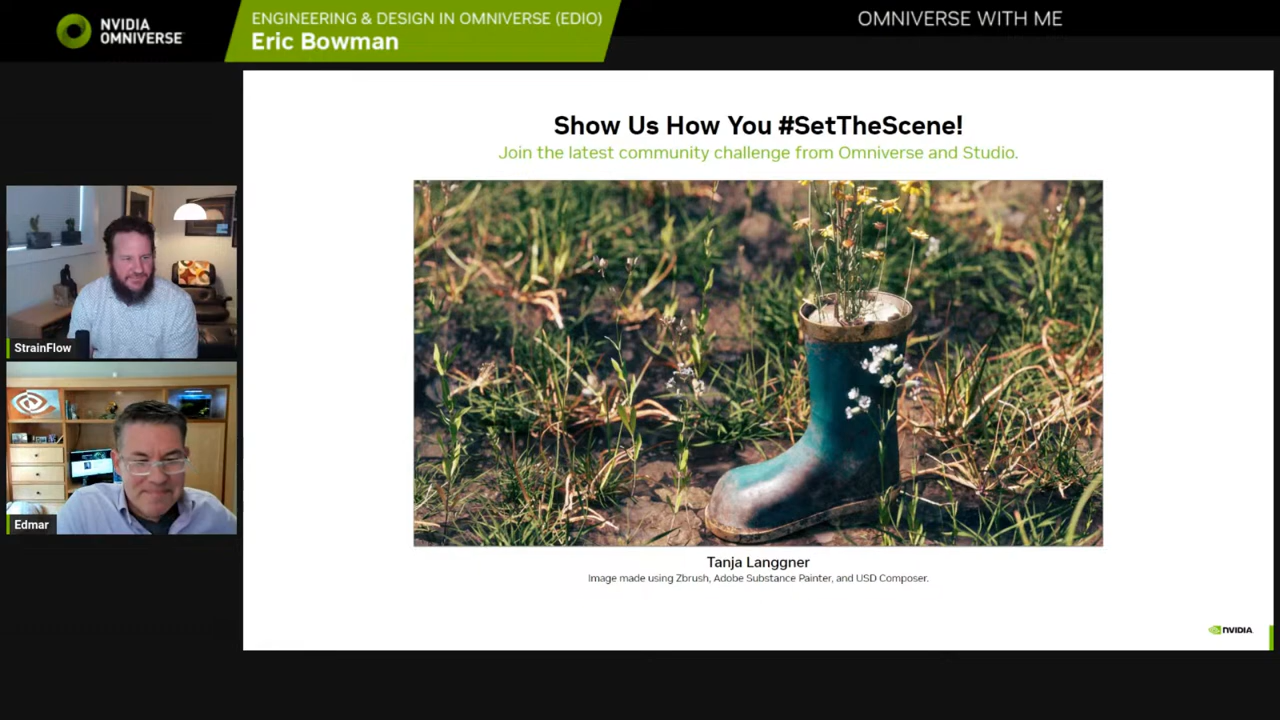 NVIDIA
OMNIVERSE
ENGINEERING & DESIGN IN OMNIVERSE (EDIO)
Eric Bowman
OMNIVERSE WITH ME
Show Us How You #SetTheScene!
Join the latest community challenge from Omniverse and Studio.
StrainFlow
Edmar
Tanja Langgner
Image made using Zbrush, Adobe Substance Painter, and USD Composer.
NVIDIA